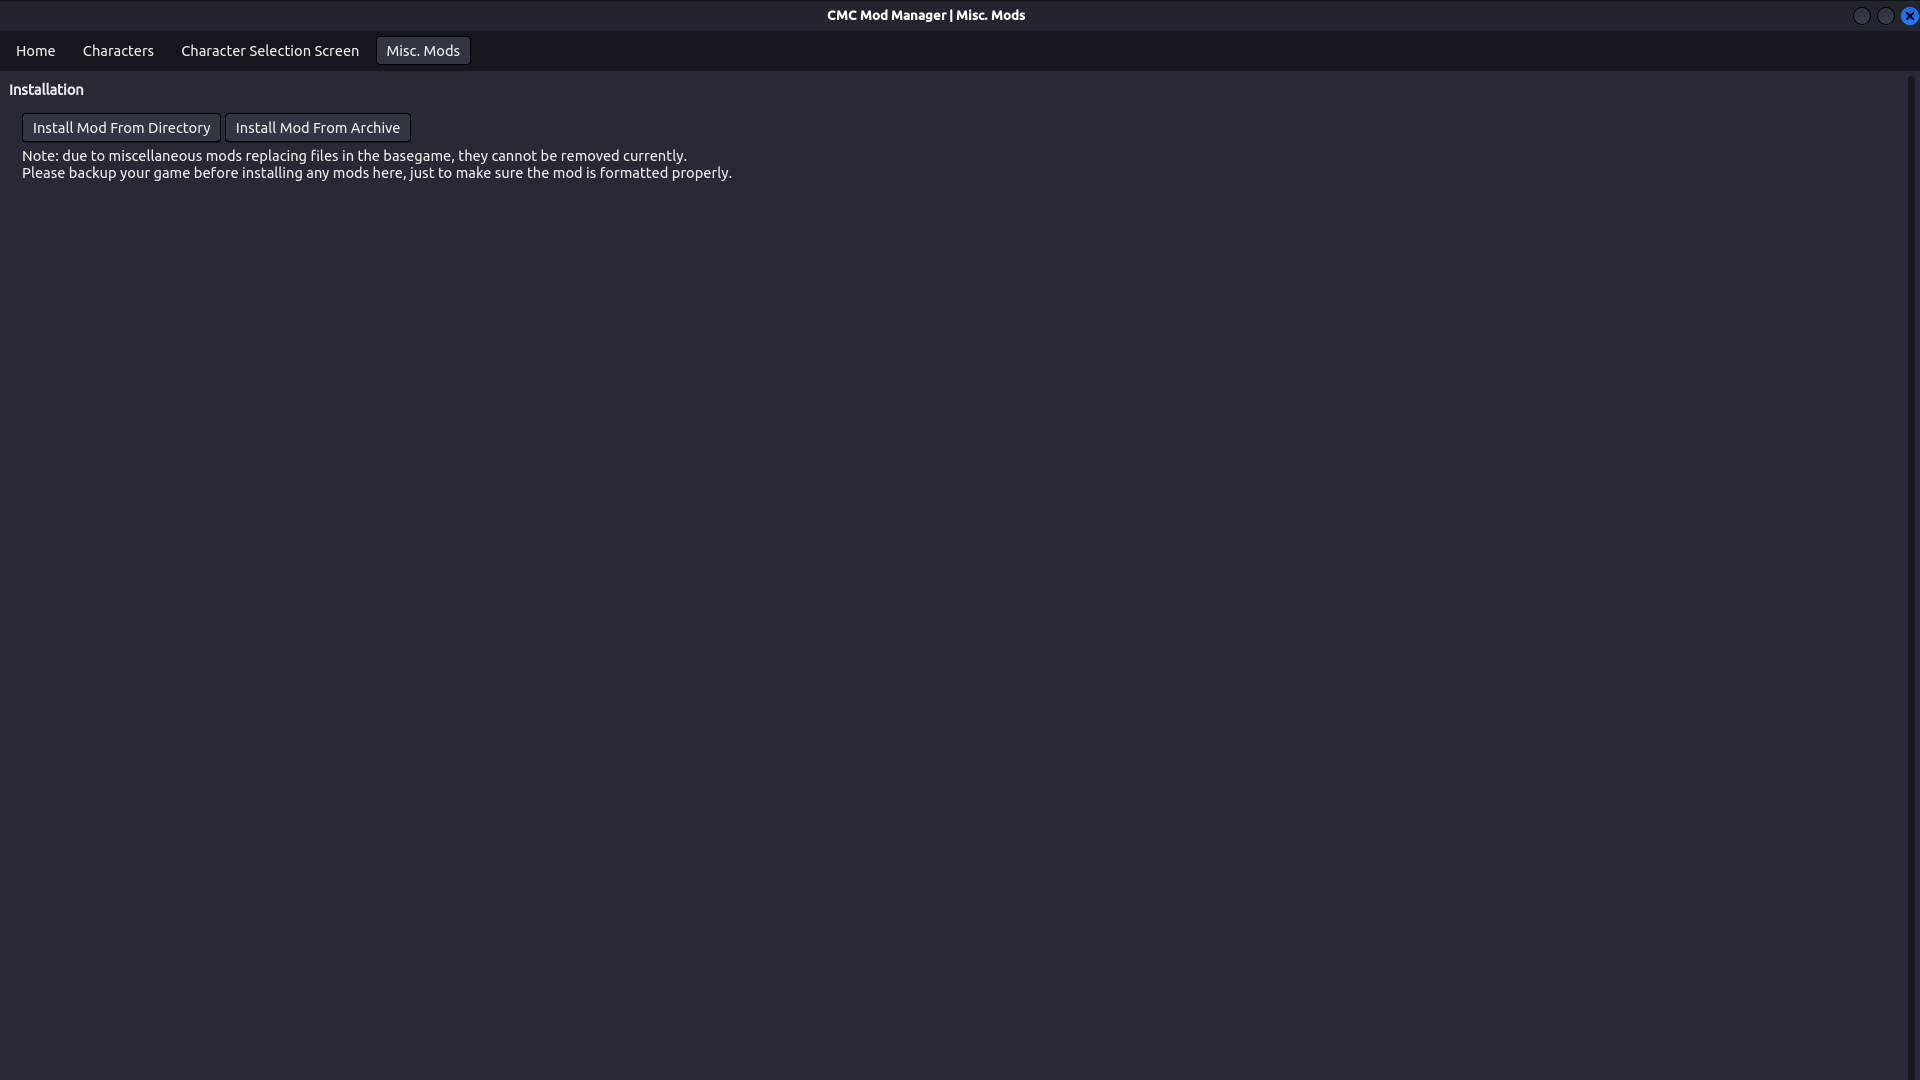 CMC Mod Manager | Misc. Mods
Home Characters Character Selection Screen Misc. Mods
Installation
Install Mod From Directory Install Mod From Archive
Note: due to miscellaneous mods replacing files in the basegame, they cannot be removed currently.
Please backup your game before installing any mods here, just to make sure the mod is formatted properly.